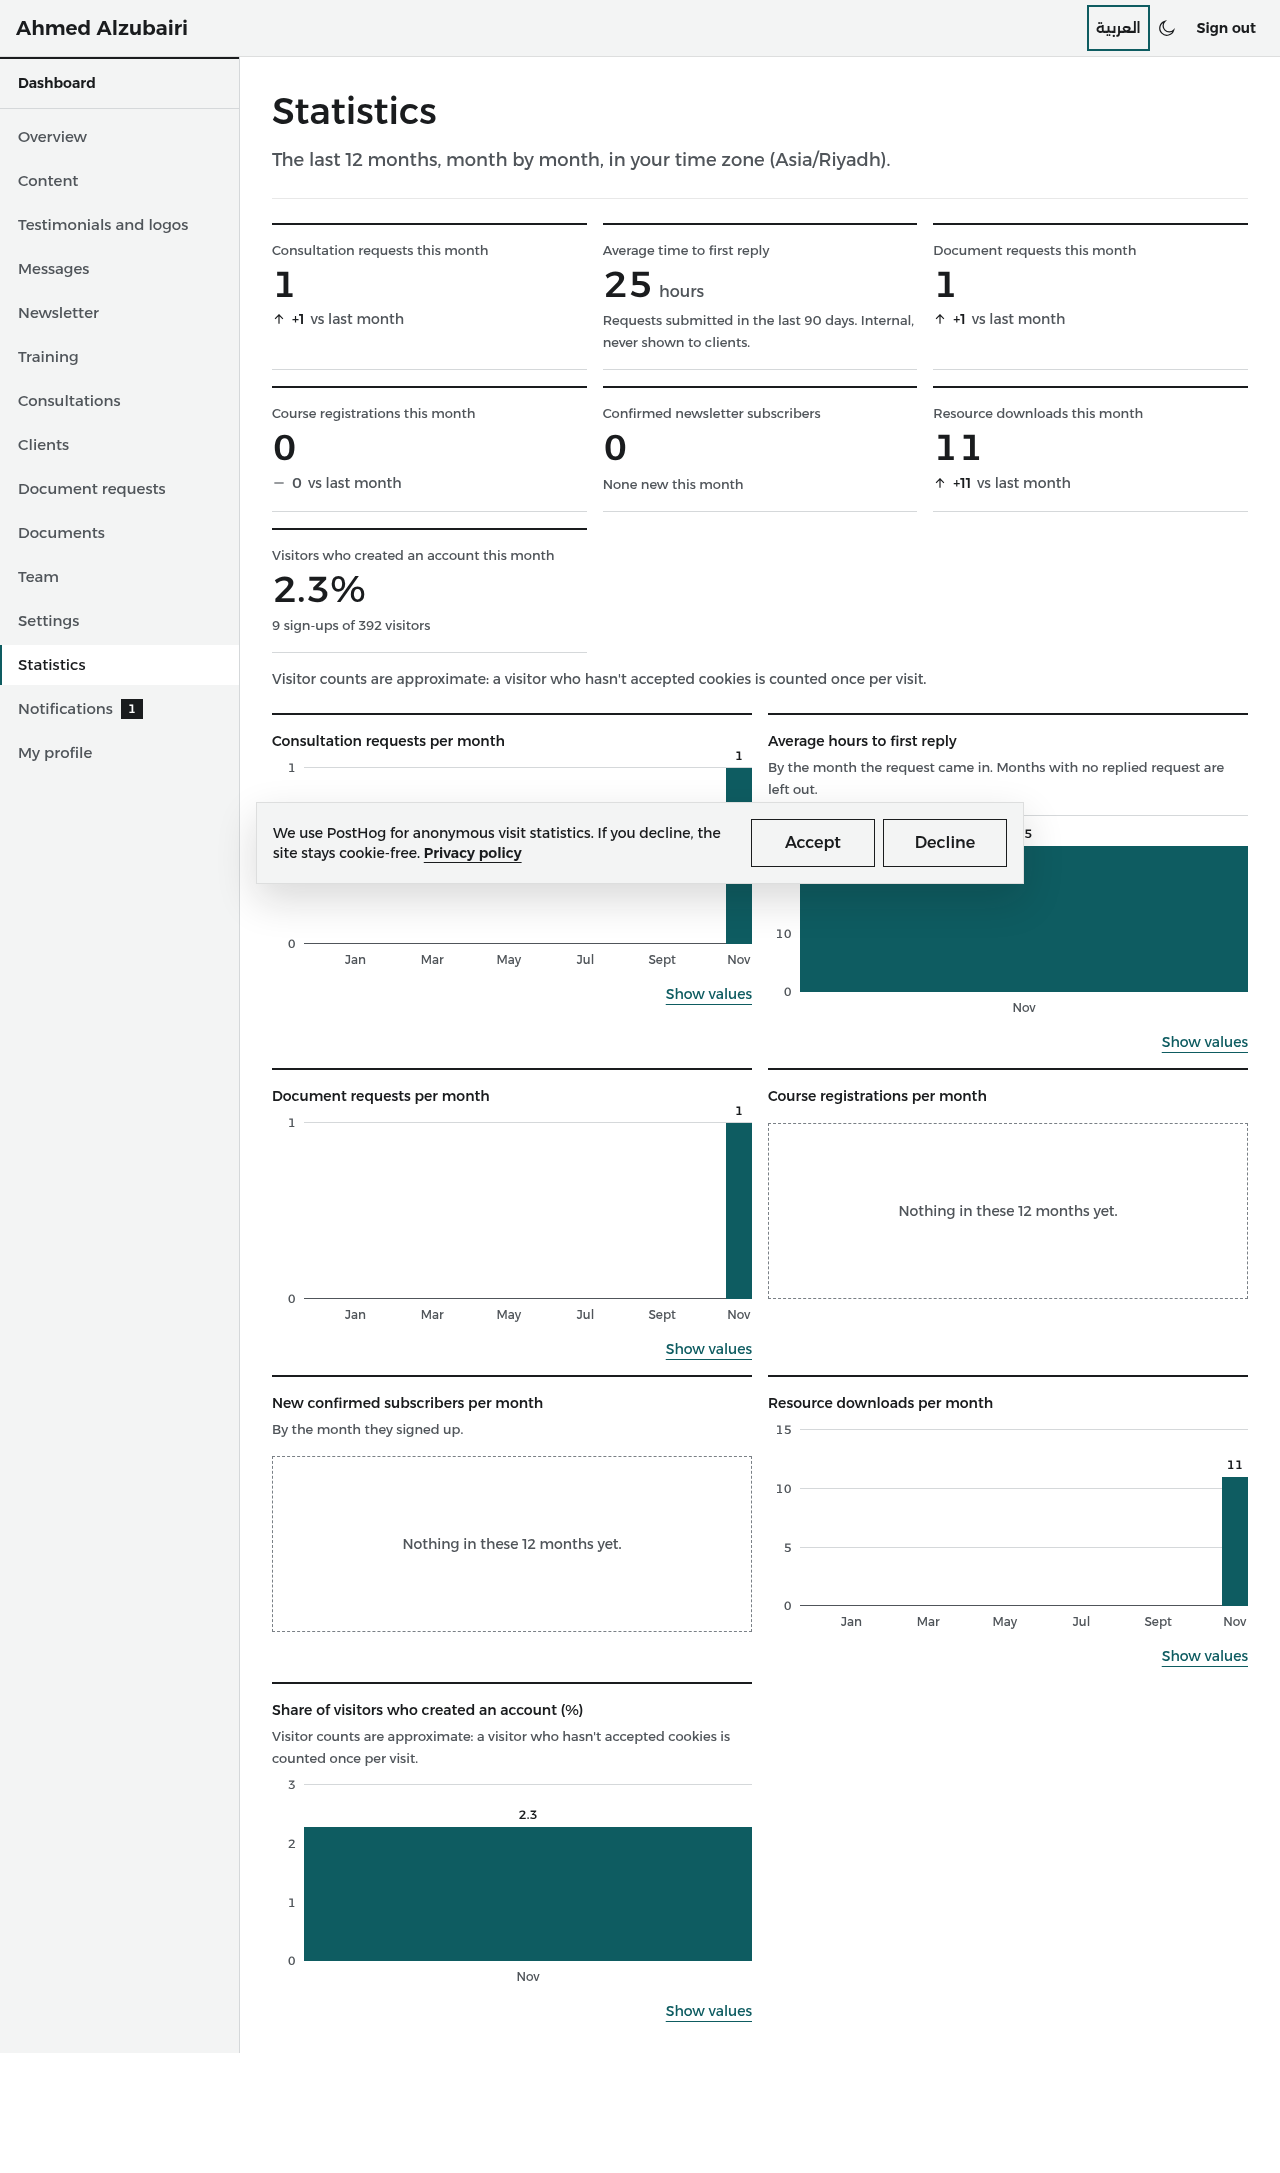 Ahmed Alzubairi
العربية
Sign out
Dashboard
Overview
Content
Testimonials and logos
Messages
Newsletter
Training
Consultations
Clients
Document requests
Documents
Team
Settings
Statistics
Notifications 1
My profile
Statistics
The last 12 months, month by month, in your time zone (Asia/Riyadh).
Consultation requests this month
1
↑ +1 vs last month
Average time to first reply
25 hours
Requests submitted in the last 90 days. Internal,
never shown to clients.
Document requests this month
1
↑ +1 vs last month
Course registrations this month
0
— 0 vs last month
Confirmed newsletter subscribers
0
None new this month
Resource downloads this month
11
↑ +11 vs last month
Visitors who created an account this month
2.3%
9 sign-ups of 392 visitors
Visitor counts are approximate: a visitor who hasn't accepted cookies is counted once per visit.
Consultation requests per month
1
1
0
Jan Mar May Jul Sept Nov
Show values
Average hours to first reply
By the month the request came in. Months with no replied request are
left out.
5
10
0
Nov
Show values
We use PostHog for anonymous visit statistics. If you decline, the
site stays cookie-free. Privacy policy
Accept
Decline
Document requests per month
1
1
0
Jan Mar May Jul Sept Nov
Show values
Course registrations per month
Nothing in these 12 months yet.
New confirmed subscribers per month
By the month they signed up.
Nothing in these 12 months yet.
Resource downloads per month
15
11
10
5
0
Jan Mar May Jul Sept Nov
Show values
Share of visitors who created an account (%)
Visitor counts are approximate: a visitor who hasn't accepted cookies is
counted once per visit.
3
2.3
2
1
0
Nov
Show values